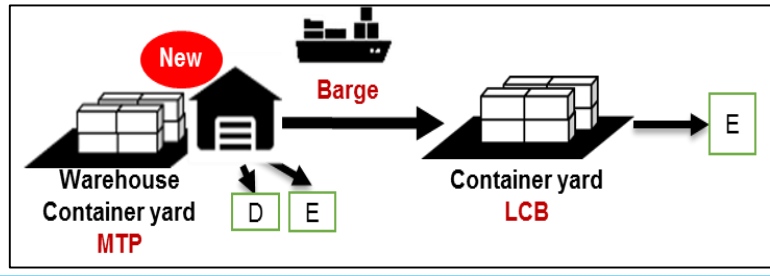 New
Barge
E
Warehouse
Container yard
MTP
D
E
Container yard
LCB